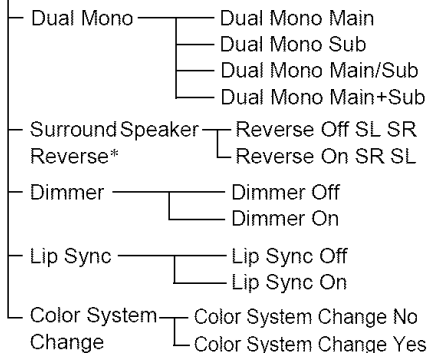 Dual Mono Dual Mono Main
Dual Mono Sub
Dual Mono Main/Sub
Dual Mono Main+Sub
Surround Speaker Reverse Off SL SR
Reverse* Reverse On SR SL
Dimmer Dimmer Off
Dimmer On
Lip Sync Lip Sync Off
Lip Sync On
Color System Color System Change No
Change Color System Change Yes